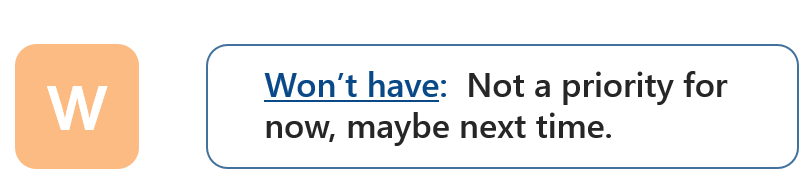 W
Won’t have:  Not a priority for
now, maybe next time.